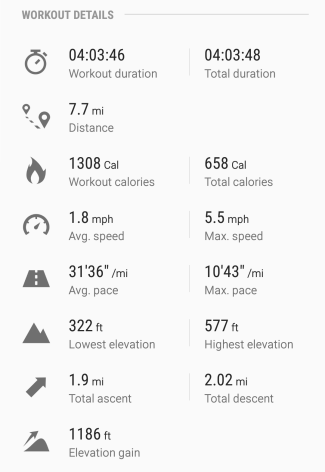 WORKOUT DETAILS
04:03:46 04:03:48
Workout duration Total duration
7.7 mi
Distance
1308 Cal 658 Cal
Workout calories Total calories
1.8 mph 5.5 mph
Avg. speed Max. speed
31'36" /mi 10'43" /mi
Avg. pace Max. pace
322 ft 577 ft
Lowest elevation Highest elevation
1.9 mi 2.02 mi
Total ascent Total descent
1186 ft
Elevation gain